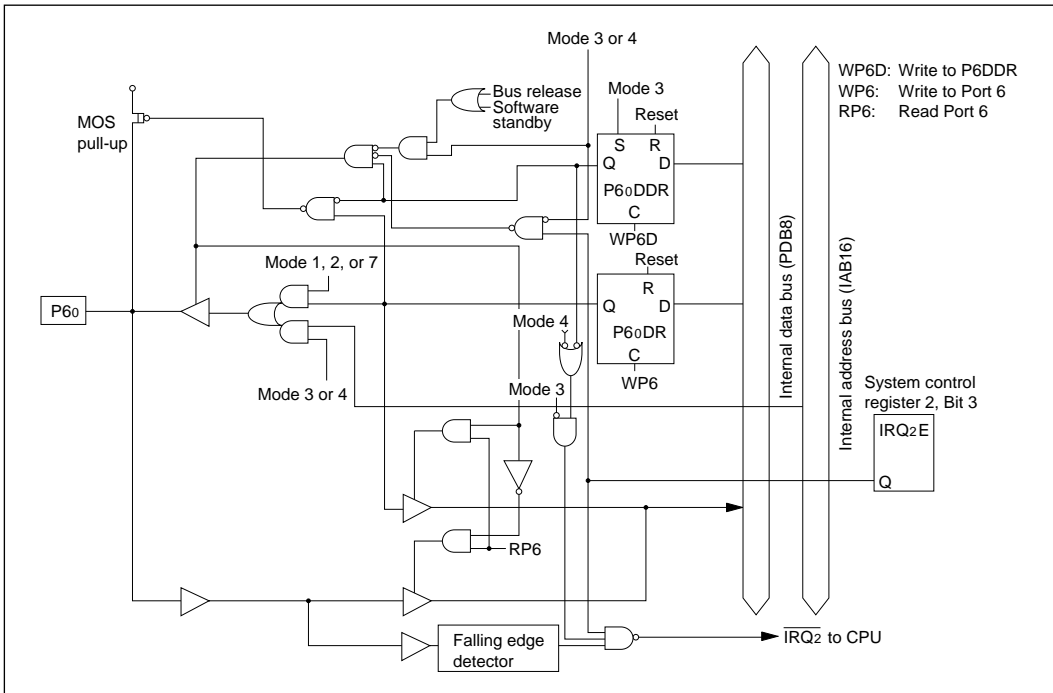 Mode 3 or 4
WP6D: Write to P6DDR
WP6: Write to Port 6
RP6: Read Port 6
Mode 3
Bus release
Software
standby
Reset
MOS
pull-up
S R
Q D
P60DDR
C
WP6D
Mode 1, 2, or 7
Reset
R
Q D
P60DR
C
WP6
P60
Mode 4
Mode 3 or 4
Mode 3
Internal data bus (PDB8)
Internal address bus (IAB16)
System control
register 2, Bit 3
IRQ2E
Q
RP6
Falling edge
detector
IRQ2 to CPU